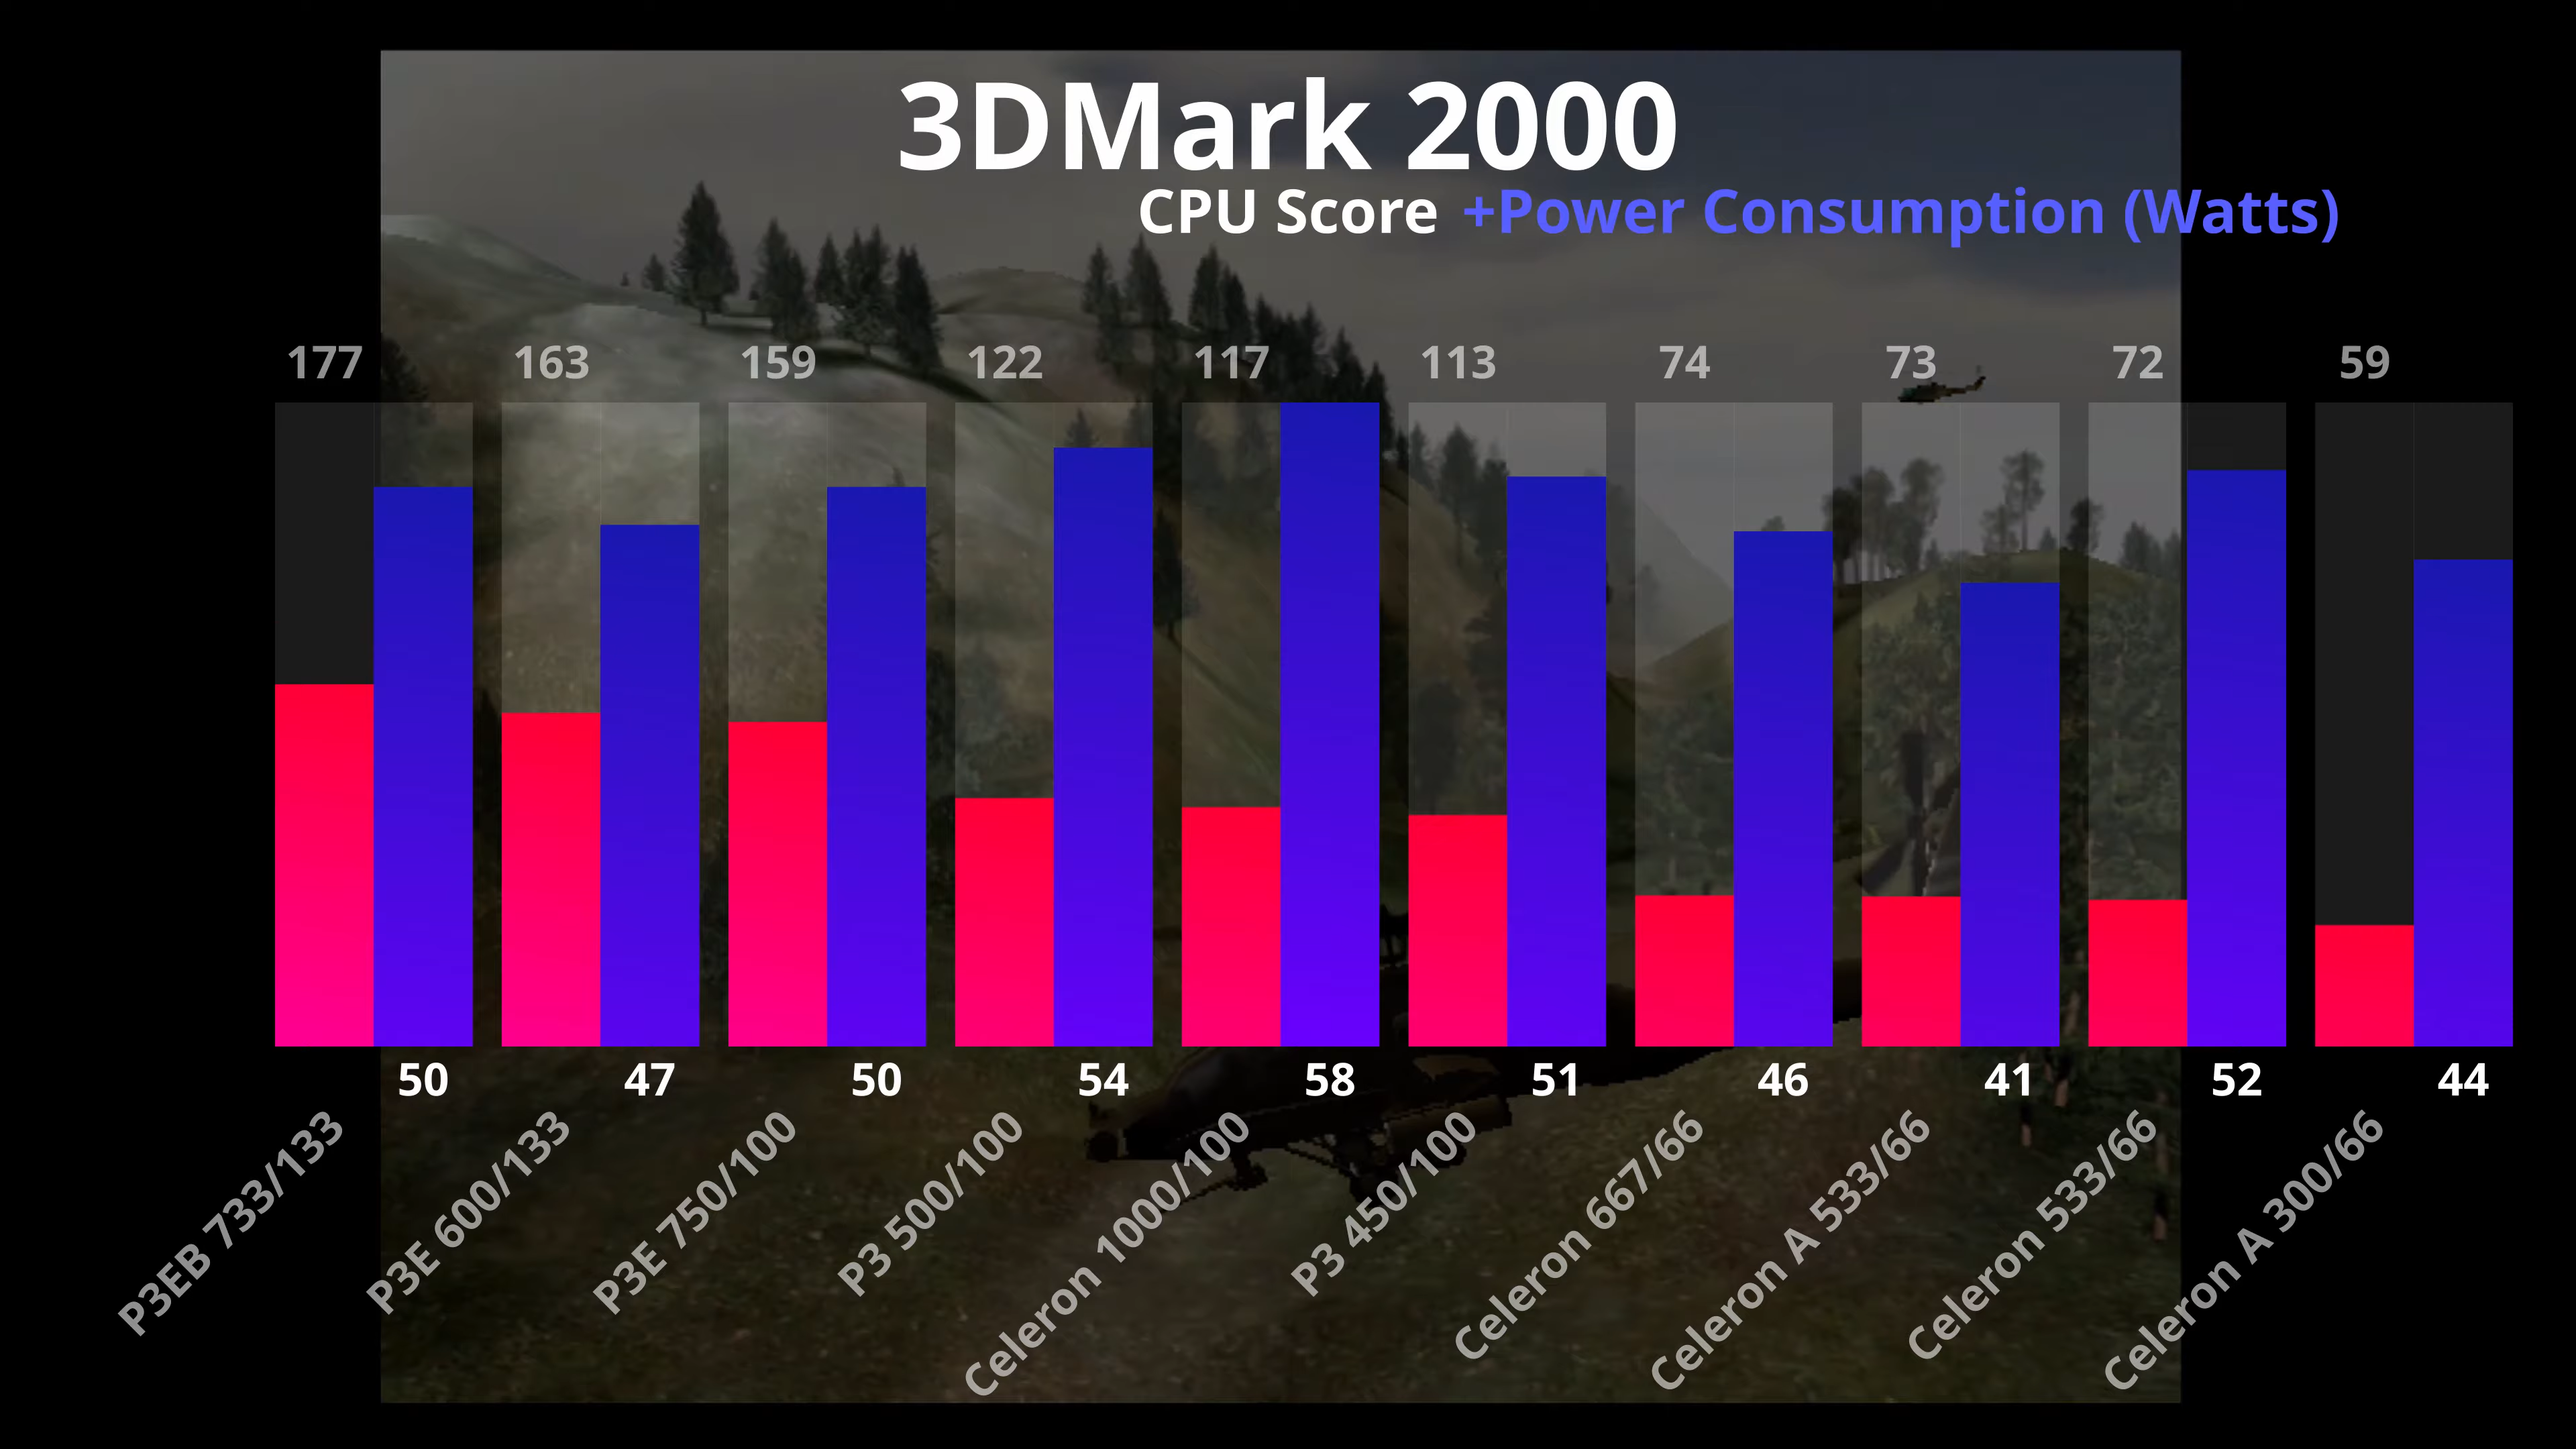 3DMark 2000
CPU Score +Power Consumption (Watts)
177 163 159 122 117 113 74 73 72 59
50 47 50 54 58 51 46 41 52 44
P3EB 733/133
P3E 600/133
P3E 750/100
P3 500/100
Celeron 1000/100
P3 450/100
Celeron 667/66
Celeron A 533/66
Celeron 533/66
Celeron A 300/66